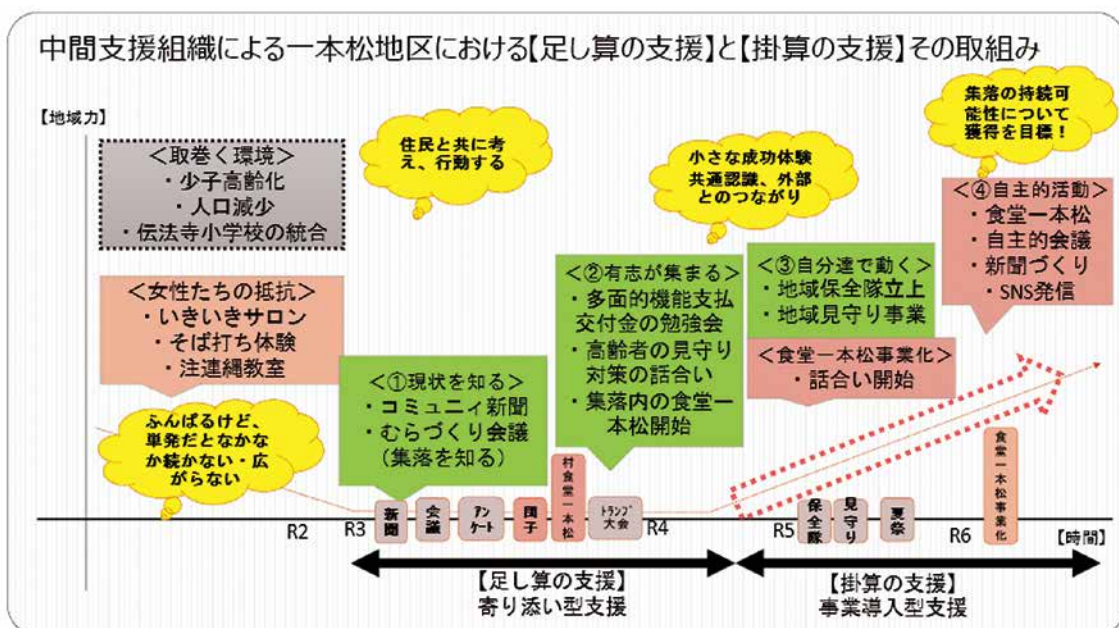 中間支援組織による一本松地区における【足し算の支援】と【掛算の支援】その取組み
【地域力】
＜取巻く環境＞
・少子高齢化
・人口減少
・伝法寺小学校の統合
住民と共に考
え、行動する
小さな成功体験
共通認識、外部
とのつながり
集落の持続可
能性について
獲得を目標！
＜女性たちの抵抗＞
・いきいきサロン
・そば打ち体験
・注連縄教室
ふんばるけど、
単発だとなかな
か続かない・広
がらない
＜①現状を知る＞
・コミュニィ新聞
・むらづくり会議
(集落を知る)
＜②有志が集まる＞
・多面的機能支払
交付金の勉強会
・高齢者の見守り
対策の話合い
・集落内の食堂一
本松開始
＜③自分達で動く＞
・地域保全隊立上
・地域見守り事業
＜食堂一本松事業化＞
・話合い開始
＜④自主的活動＞
・食堂一本松
・自主的会議
・新聞づくり
・SNS発信
R2
R3
新聞
会議
アンケート
団子
村食堂一本松
トランプ
大会
R4
R5
保全隊
見守り
夏祭
R6
食堂一本松事業化
【時間】
【足し算の支援】
寄り添い型支援
【掛算の支援】
事業導入型支援